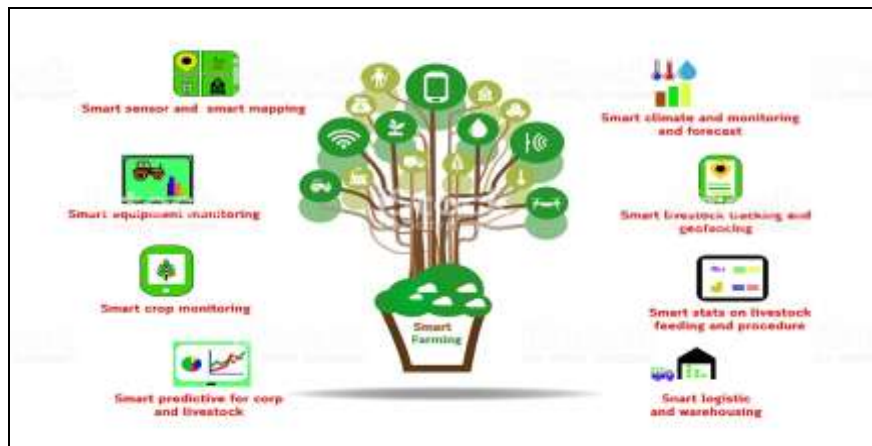 Smart sensor and smart mapping
Smart equipment monitoring
Smart crop monitoring
Smart predictive for corp
and livestock
Smart
Farming
Smart climate and monitoring
and forecast
Smart livestock tracking and
geofencing
Smart stats on livestock
feeding and procedure
Snart logistic
and warehousing